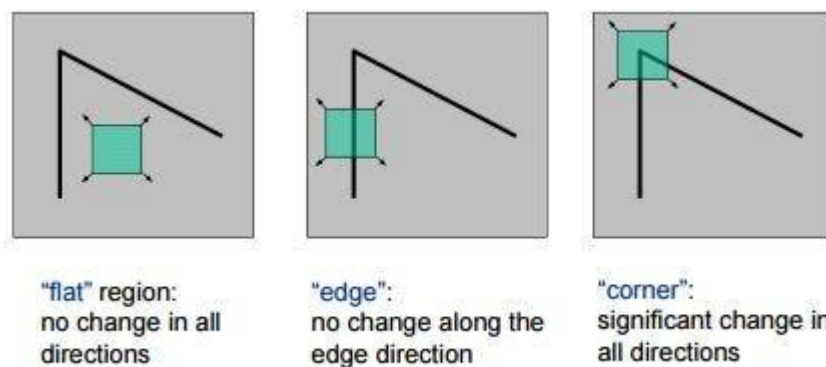 “flat” region:
no change in all
directions
“edge”:
no change along the
edge direction
“corner”:
significant change in
all directions